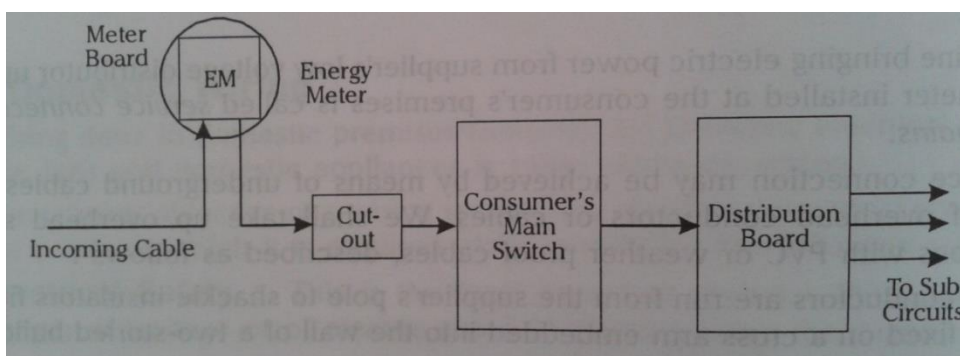 Meter
Board
EM
Energy
Meter
Incoming Cable
Cut-
out
Consumer's
Main
Switch
Distribution
Board
To Sub
Circuits